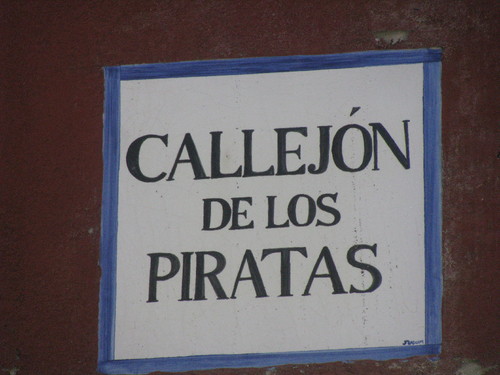 CALLEJÓN
DE LOS
PIRATAS